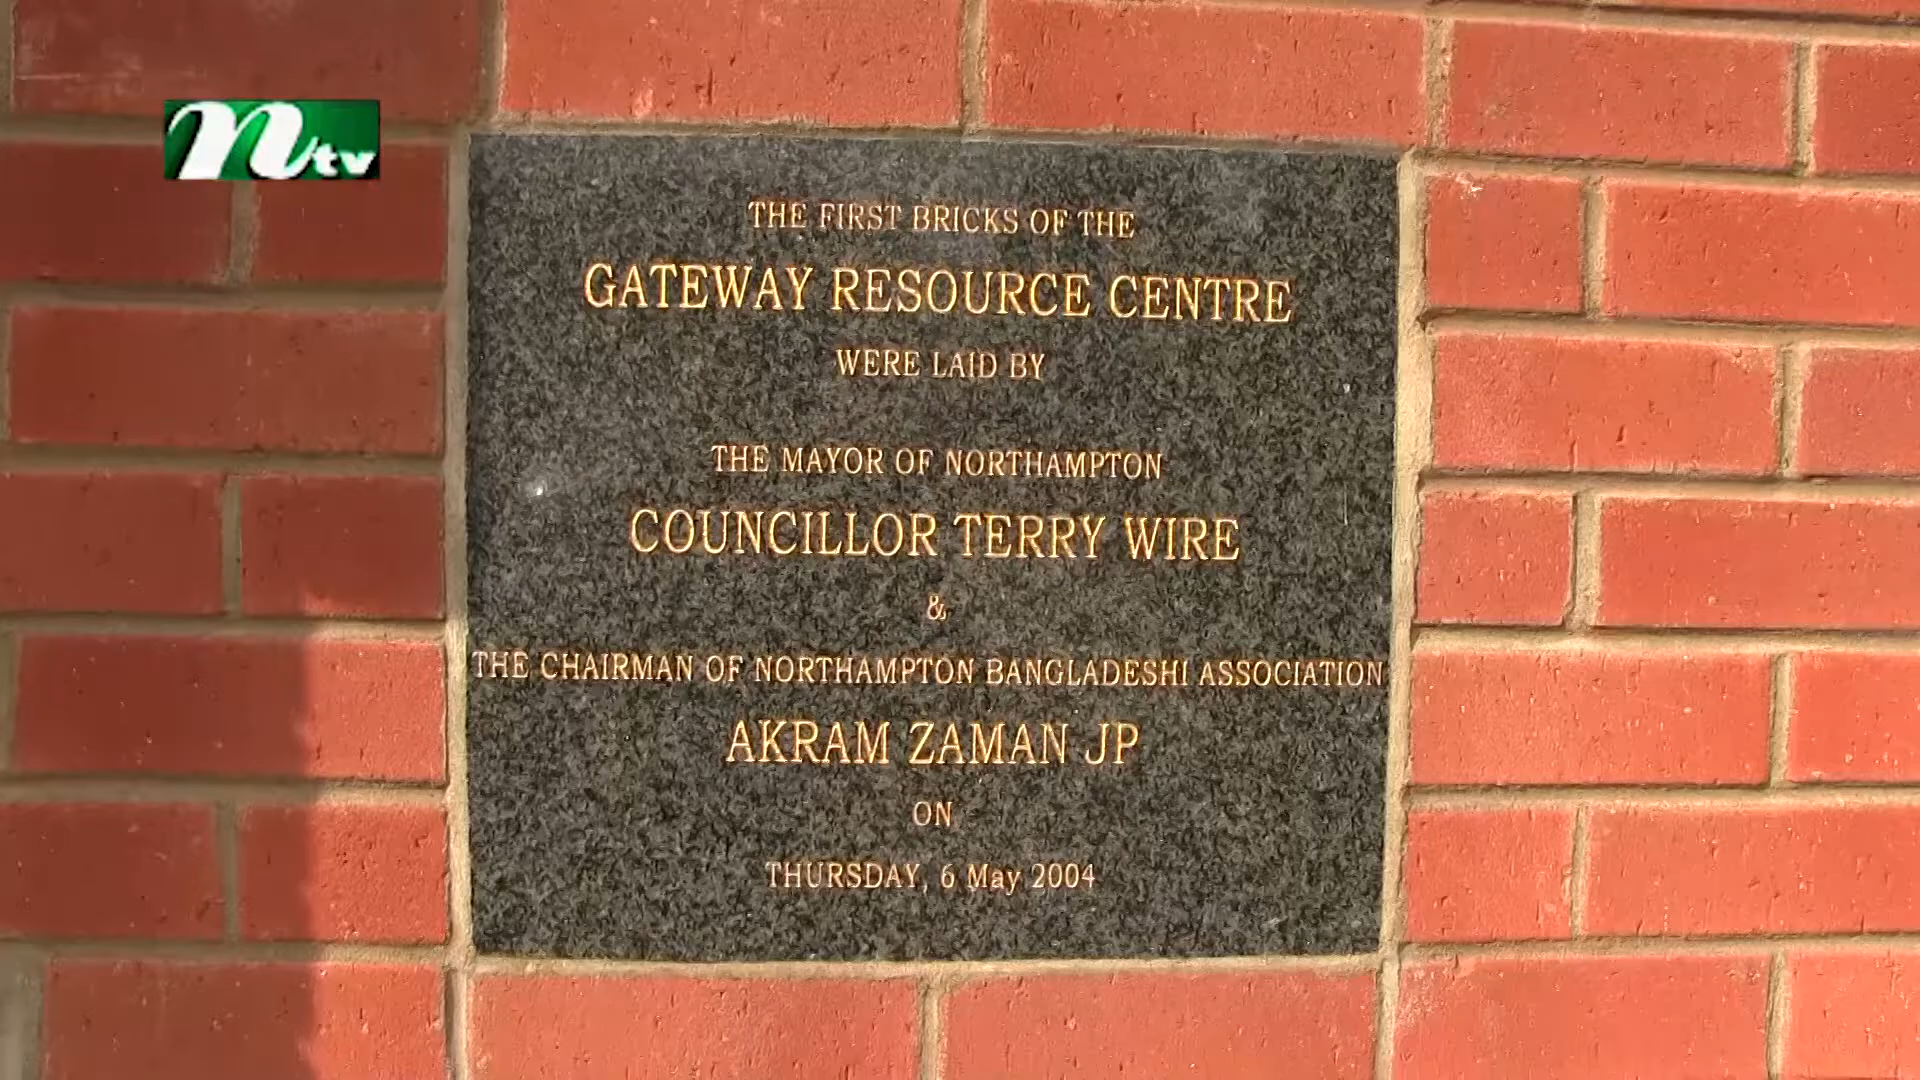 ntv
THE FIRST BRICKS OF THE
GATEWAY RESOURCE CENTRE
WERE LAID BY
THE MAYOR OF NORTHAMPTON
COUNCILLOR TERRY WIRE
&
THE CHAIRMAN OF NORTHAMPTON BANGLADESHI ASSOCIATION
AKRAM ZAMAN JP
ON
THURSDAY, 6 May 2004